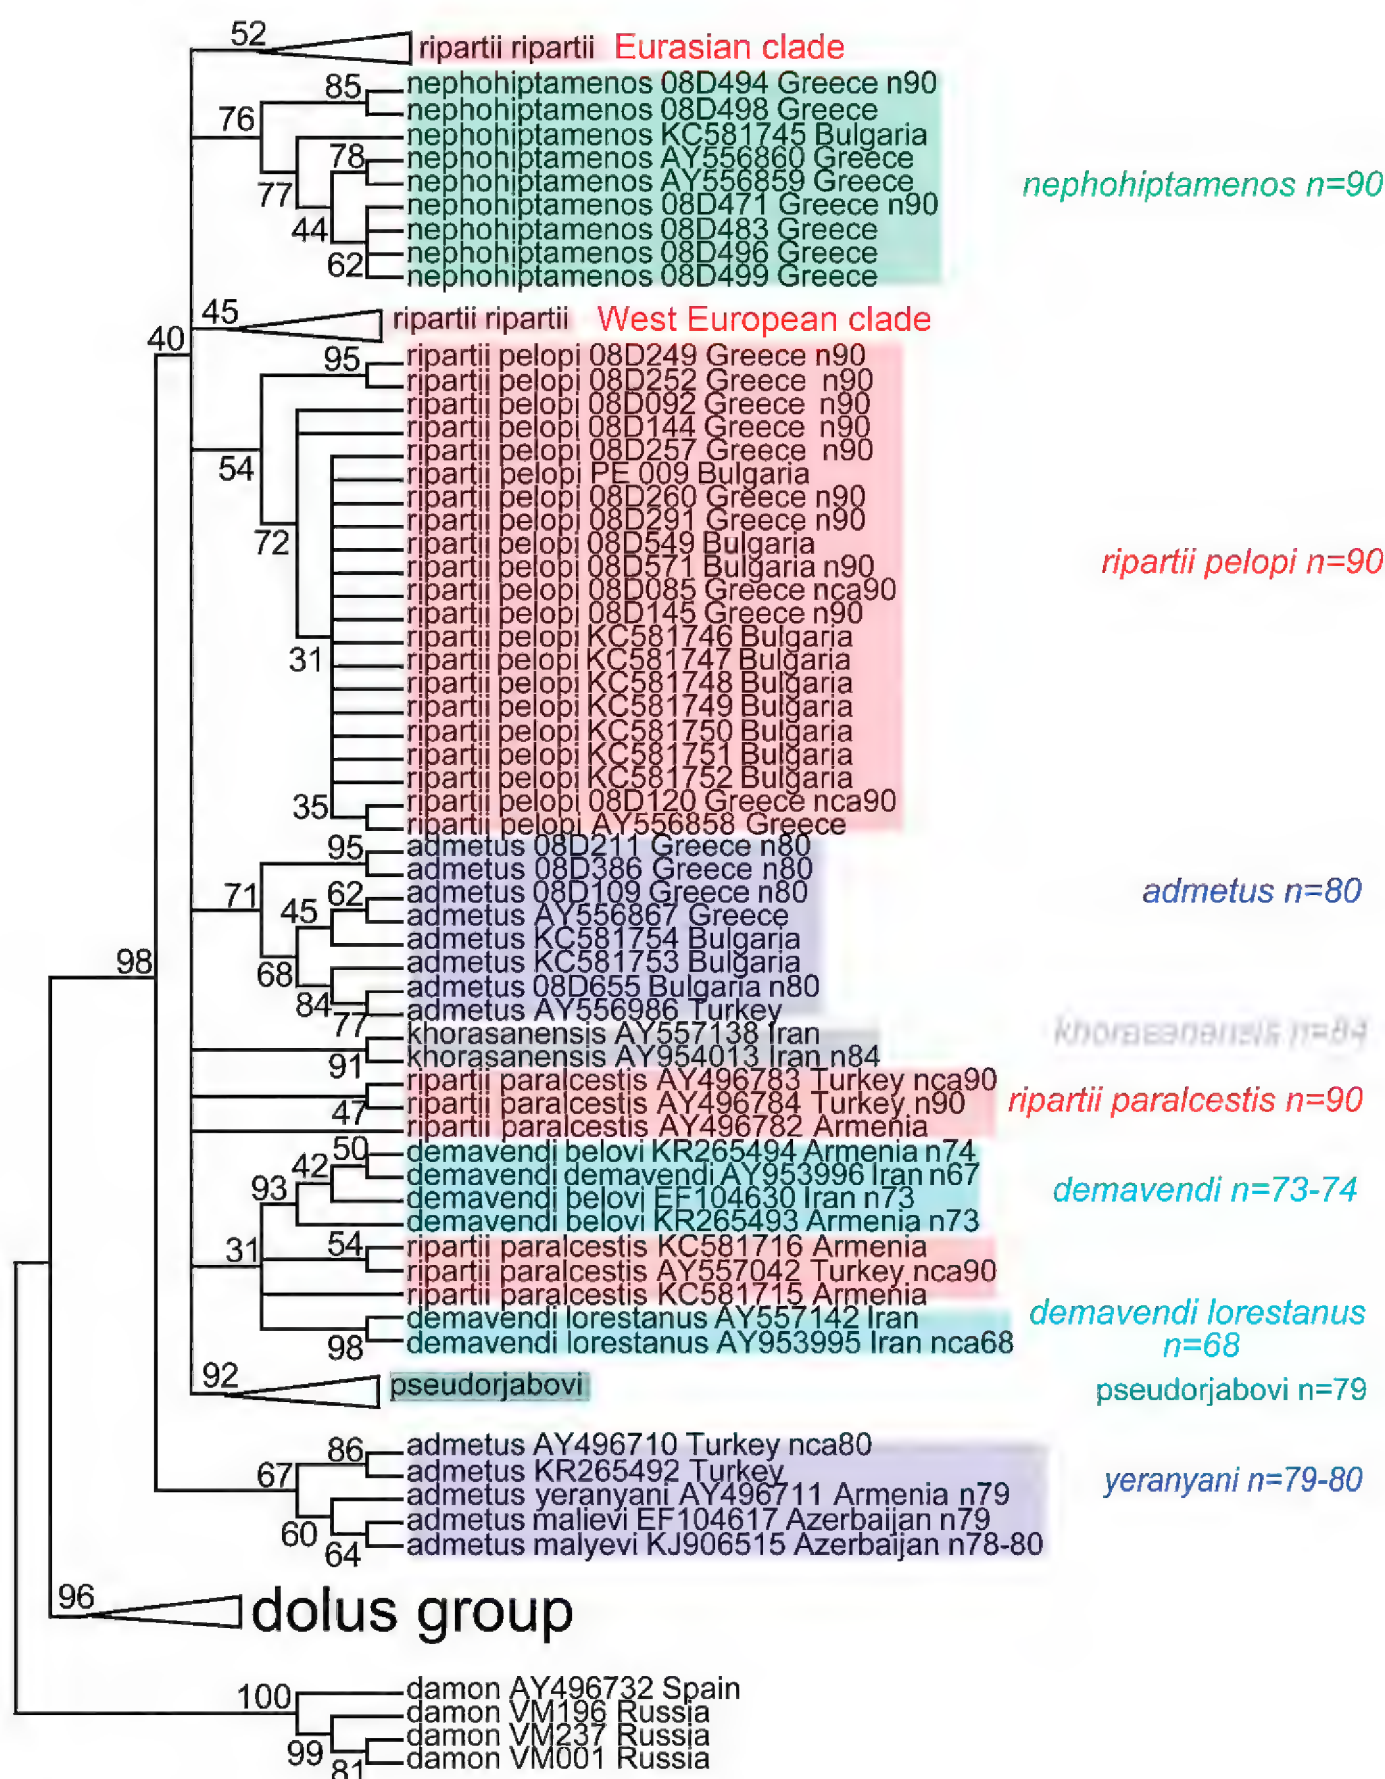 52
ripartii ripartii Eurasian clade
85
nephohiptamenos 08D494 Greece n90
nephohiptamenos 08D498 Greece
76
nephohiptamenos KC581745 Bulgaria
78
nephohiptamenos AY556860 Greece
nephohiptamenos AY556859 Greece
nephohiptamenos n=90
77
nephohiptamenos 08D471 Greece n90
44
nephohiptamenos 08D483 Greece
nephohiptamenos 08D496 Greece
62
nephohiptamenos 08D499 Greece
45
ripartii ripartii West European clade
40
95
ripartii pelopi 08D249 Greece n90
ripartii pelopi 08D252 Greece n90
ripartii pelopi 08D092 Greece n90
ripartii pelopi 08D144 Greece n90
ripartii pelopi 08D257 Greece n90
54
ripartii pelopi PE 009 Bulgaria
ripartii pelopi 08D260 Greece n90
ripartii pelopi 08D291 Greece n90
72
ripartii pelopi 08D549 Bulgaria
ripartii pelopi n=90
ripartii pelopi 08D571 Bulgaria n90
ripartii pelopi 08D085 Greece nca90
ripartii pelopi 08D145 Greece n90
ripartii pelopi KC581746 Bulgaria
31
ripartii pelopi KC581747 Bulgaria
ripartii pelopi KC581748 Bulgaria
ripartii pelopi KC581749 Bulgaria
ripartii pelopi KC581750 Bulgaria
ripartii pelopi KC581751 Bulgaria
ripartii pelopi KC581752 Bulgaria
35
ripartii pelopi 08D120 Greece nca90
ripartii pelopi AY556858 Greece
95
admetus 08D211 Greece n80
admetus 08D386 Greece n80
71
62
admetus 08D109 Greece n80
admetus n=80
45
admetus AY556867 Greece
admetus KC581754 Bulgaria
98
68
admetus KC581753 Bulgaria
84
admetus 08D655 Bulgaria n80
admetus AY556986 Turkey
77
khorasanensis AY557138 Iran
khorasanensis n=84
91
khorasanensis AY954013 Iran n84
ripartii paralcestis AY496783 Turkey nca90
47
ripartii paralcestis AY496784 Turkey n90
ripartii paralcestis n=90
ripartii paralcestis AY496782 Armenia
50
demavendi belovi KR265494 Armenia n74
42
demavendi demavendi AY953996 Iran n67
93
demavendi belovi EF104630 Iran n73
demavendi n=73-74
demavendi belovi KR265493 Armenia n73
31
54
ripartii paralcestis KC581716 Armenia
ripartii paralcestis AY557042 Turkey nca90
ripartii paralcestis KC581715 Armenia
demavendi lorestanus AY557142 Iran
demavendi lorestanus
n=68
98
demavendi lorestanus AY953995 Iran nca68
92
pseudorjabovi
pseudorjabovi n=79
86
admetus AY496710 Turkey nca80
67
admetus KR265492 Turkey
yeranyani n=79-80
admetus yeranyani AY496711 Armenia n79
60
admetus malievi EF104617 Azerbaijan n79
64
admetus malyevi KJ906515 Azerbaijan n78-80
96
dolus group
100
damon AY496732 Spain
damon VM196 Russia
99
damon VM237 Russia
81
damon VM001 Russia